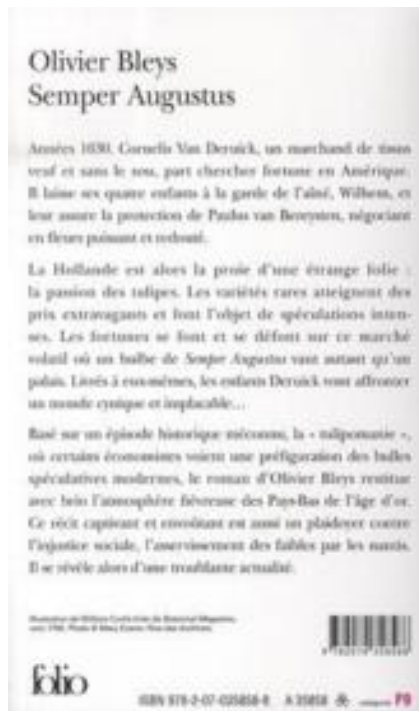 Olivier Bleys
Semper Augustus
Années 1630. Cornelis Van Deruick, un marchand de tissus
veuf et sans le sou, part chercher fortune en Amérique.
Il laisse ses quatre enfants à la garde de l'aîné, Wilhem, et
leur assure la protection de Paulus van Bereysten, négociant
en fleurs puissant et redouté.
La Hollande est alors la proie d'une étrange folie :
la passion des tulipes. Les variétés rares atteignent des
prix extravagants et font l'objet de spéculations inten-
ses. Les fortunes se font et se défont sur ce marché
volatil où un bulbe de Semper Augustus vaut autant qu'un
palais. Livrés à eux-mêmes, les enfants Deruick vont affronter
un monde cynique et implacable…
Basé sur un épisode historique méconnu, la « tulipomanie »,
où certains économistes voient une préfiguration des bulles
spéculatives modernes, le roman d'Olivier Bleys restitue
avec brio l'atmosphère fiévreuse des Pays-Bas de l'âge d'or.
Ce récit captivant et envoûtant est aussi un plaidoyer contre
l'injustice sociale, l'asservissement des faibles par les nantis.
Il se révèle alors d'une troublante actualité.
folio
ISBN 978-2-07-035858-8 A 35858 catégorie F9